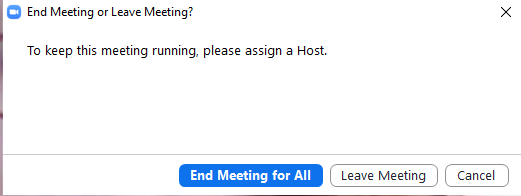 End Meeting or Leave Meeting?
To keep this meeting running, please assign a Host.
End Meeting for All Leave Meeting Cancel